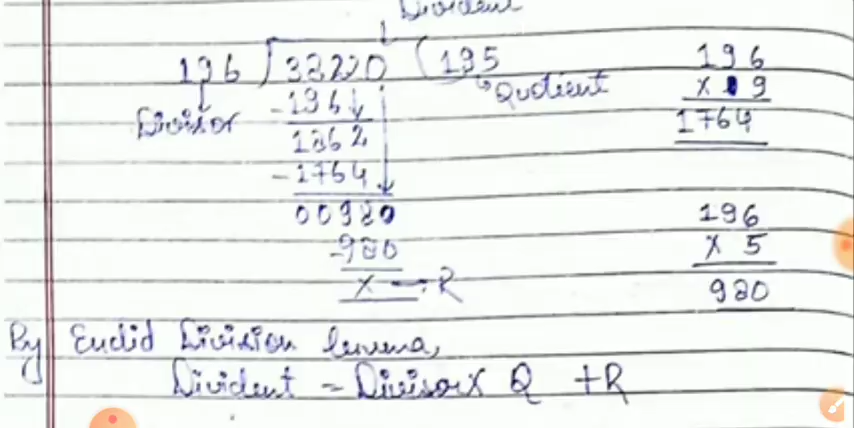 Divident
196 ) 38220 ( 195
Divisor
Quotient
-196
1862
-1764
00980
-980
X → R
196
X 9
1764
196
X 5
980
By Euclid Division lemma,
Divident = Divisor X Q + R